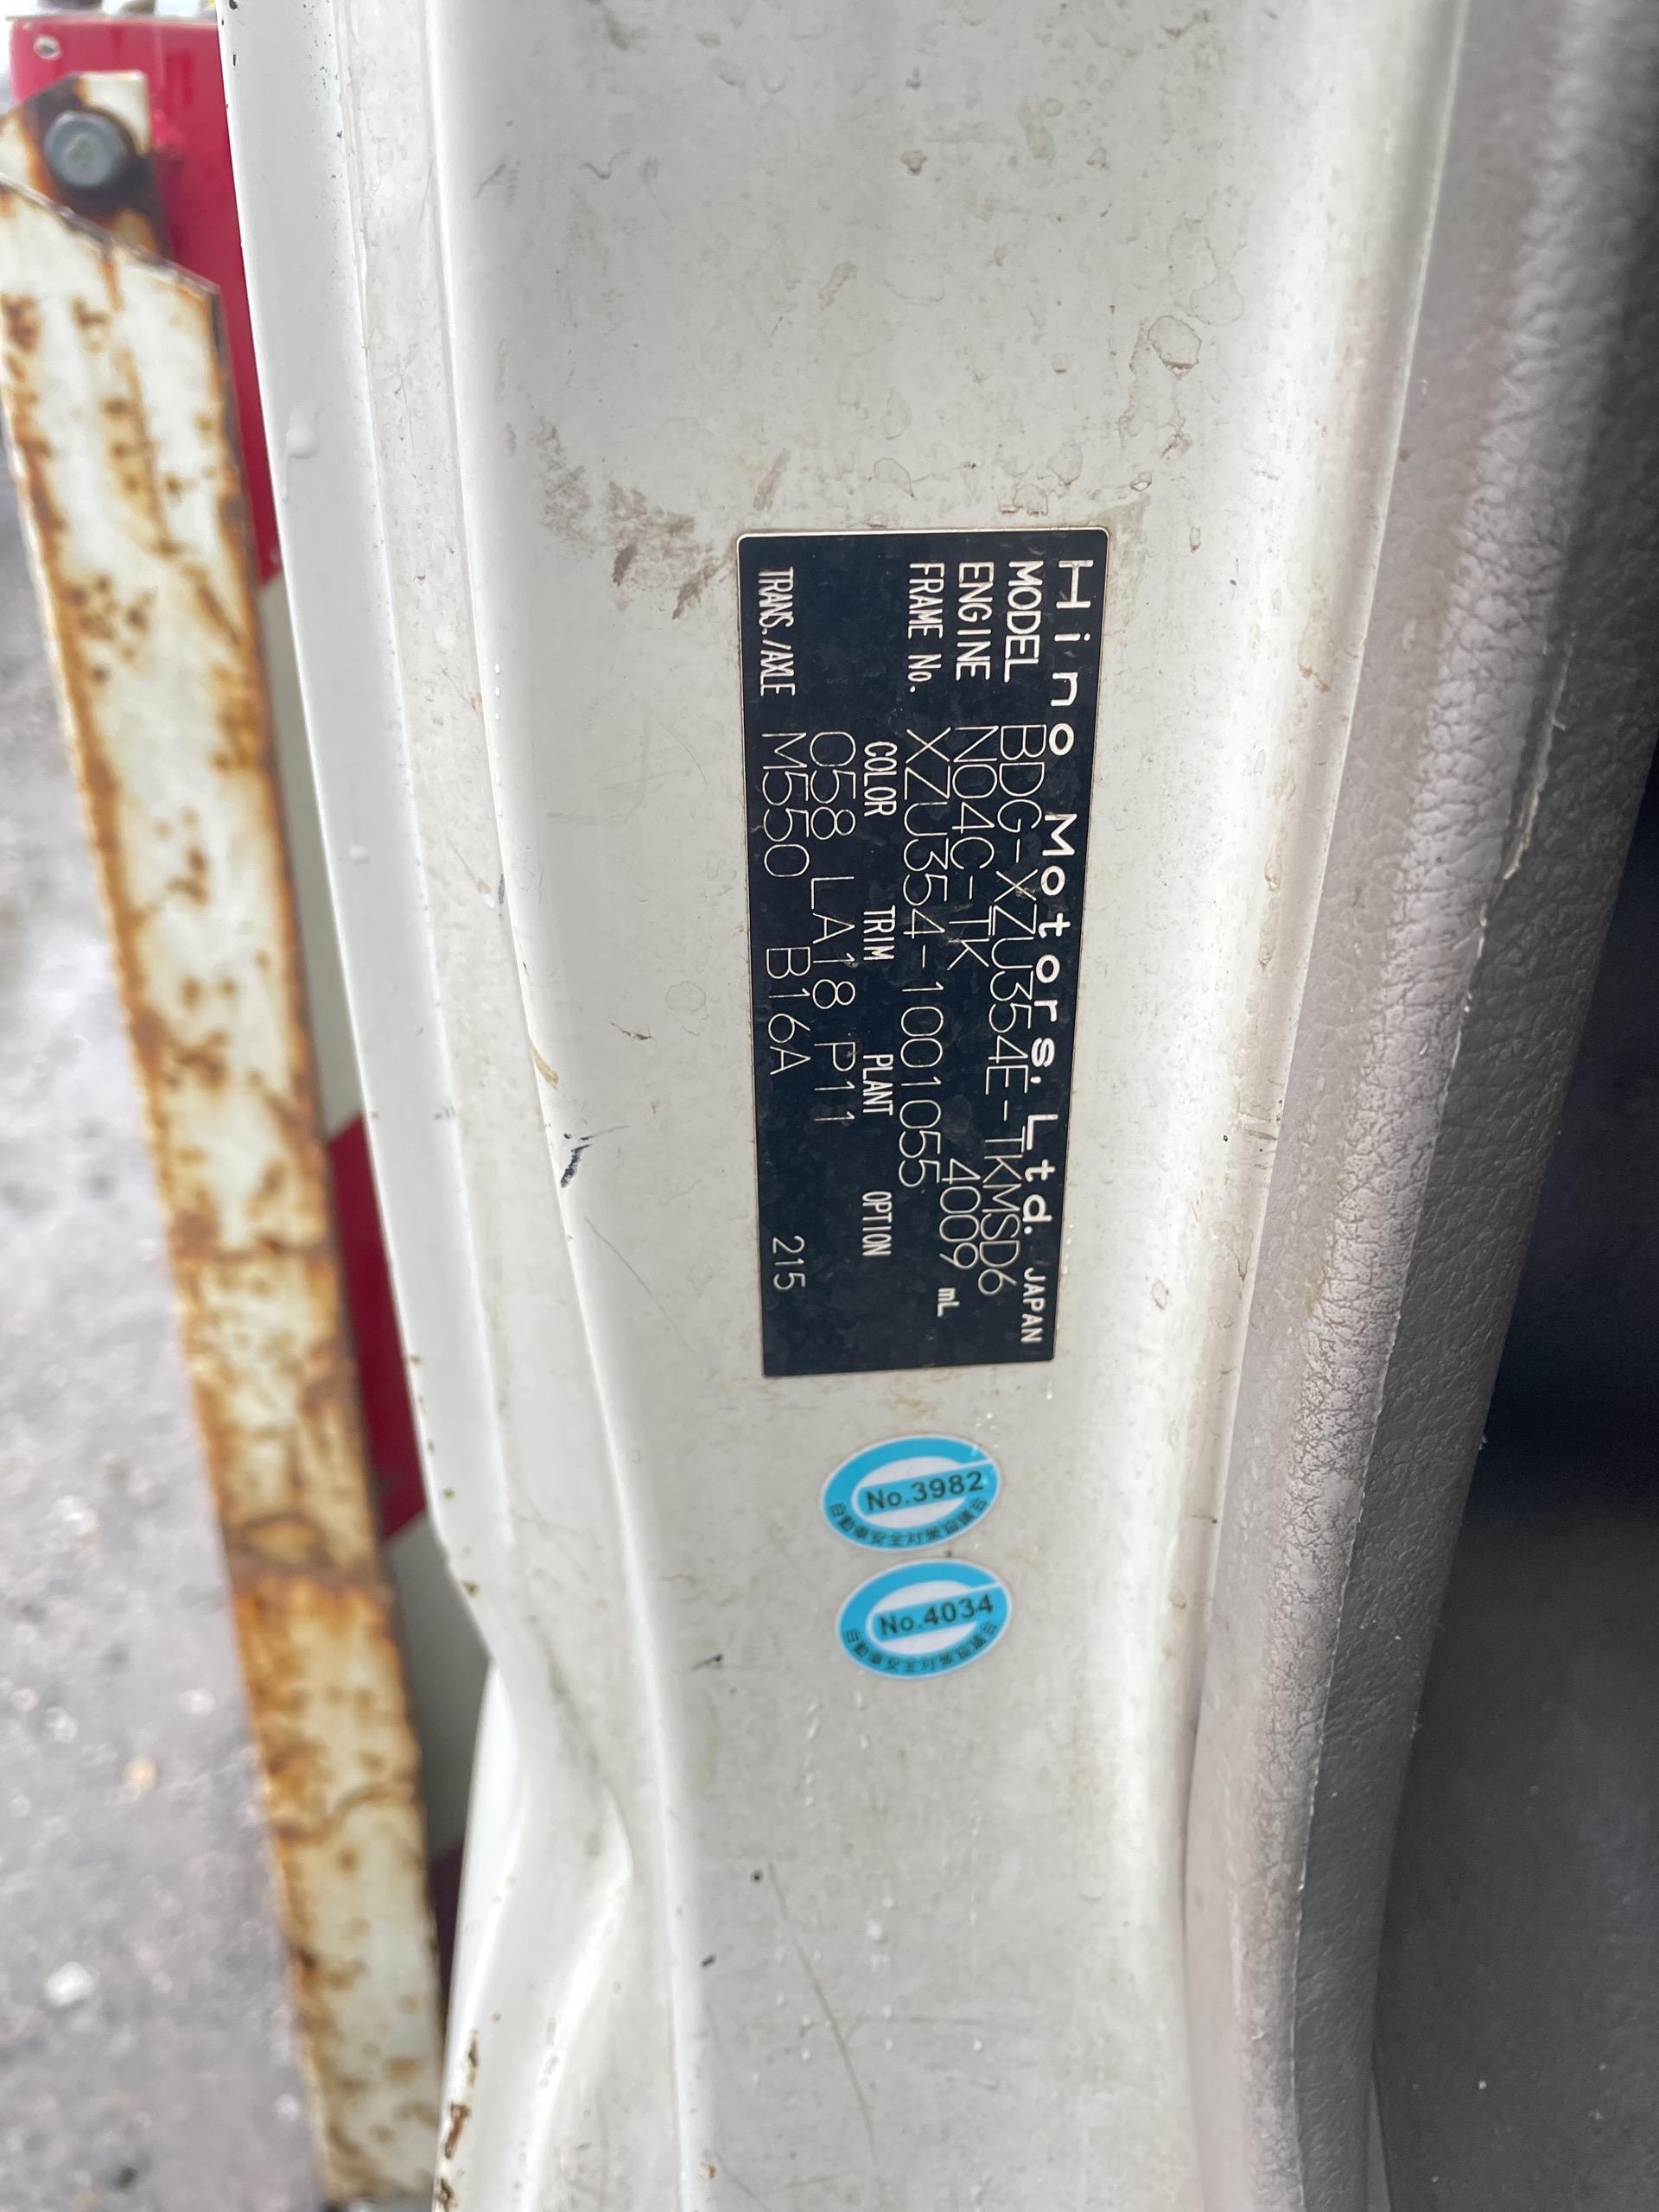 Hino Motors, Ltd. JAPAN
MODEL BDG-XZU354E-TKMSD6
ENGINE N04C-TK 4009 mL
FRAME No. XZU354-1001055
COLOR TRIM PLANT OPTION
058 LA18 P11
TRANS./AXLE M550 B16A 215
No.3982
No.4034